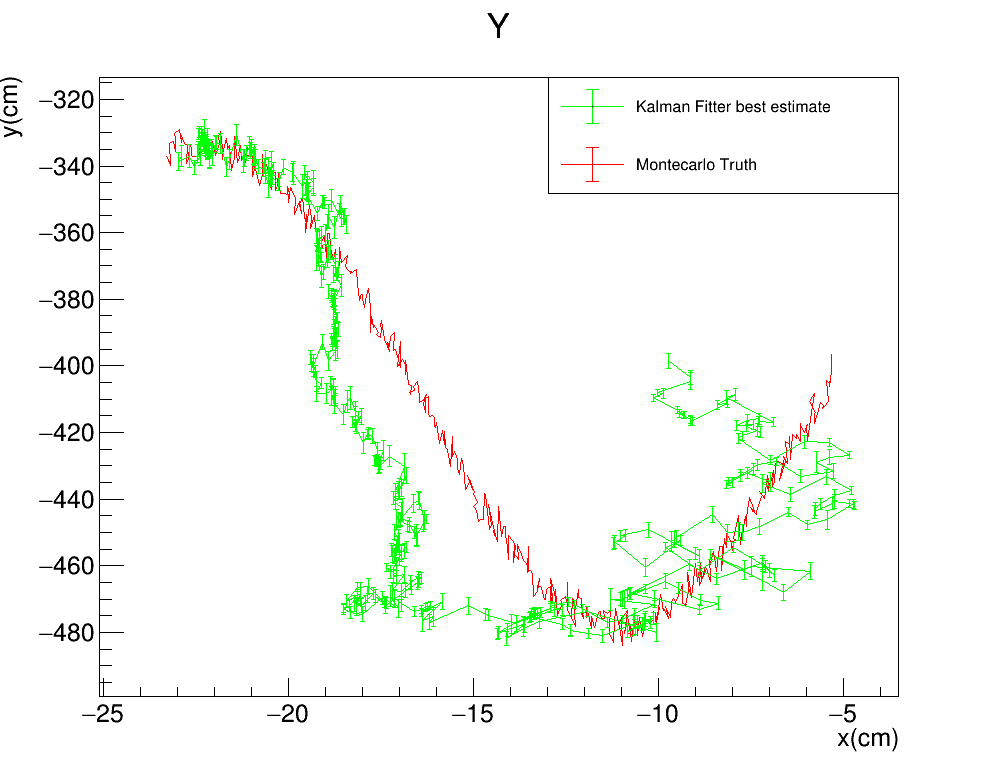 Y
y(cm)
Kalman Fitter best estimate
Montecarlo Truth
−320
−340
−360
−380
−400
−420
−440
−460
−480
−25 −20 −15 −10 −5
x(cm)